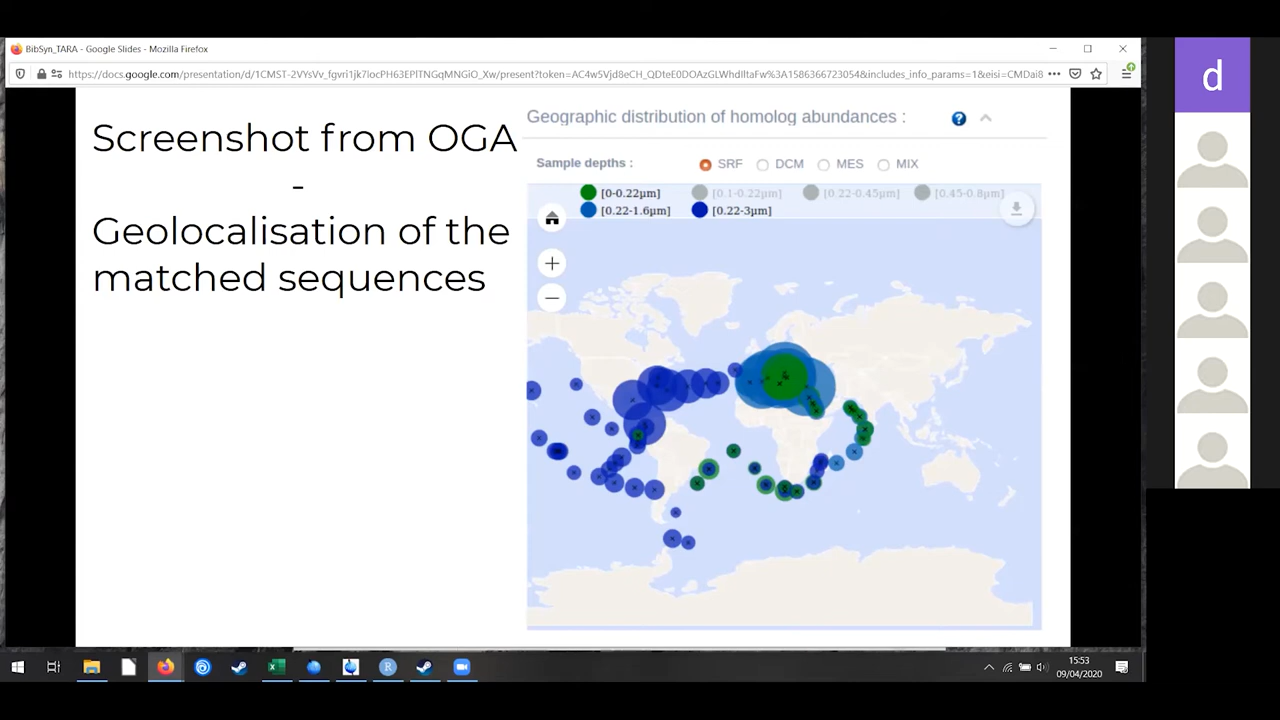 BibSyn_TARA - Google Slides - Mozilla Firefox
https://docs.google.com/presentation/d/1CMST-2VYsVv_fgvri1jk7IocPH63EPlTNGqMNGiO_Xw/present?token=AC4w5Vjd8eCH_QDteE0DOAzGLWhdlItaFw%3A1586366723054&includes_info_params=1&eisi=CMDai8
Screenshot from OGA
-
Geolocalisation of the
matched sequences
Geographic distribution of homolog abundances :
?
Sample depths :
SRF
DCM
MES
MIX
[0-0.22µm]
[0.1-0.22µm]
[0.22-0.45µm]
[0.45-0.8µm]
[0.22-1.6µm]
[0.22-3µm]
+
−
d
15:53
09/04/2020